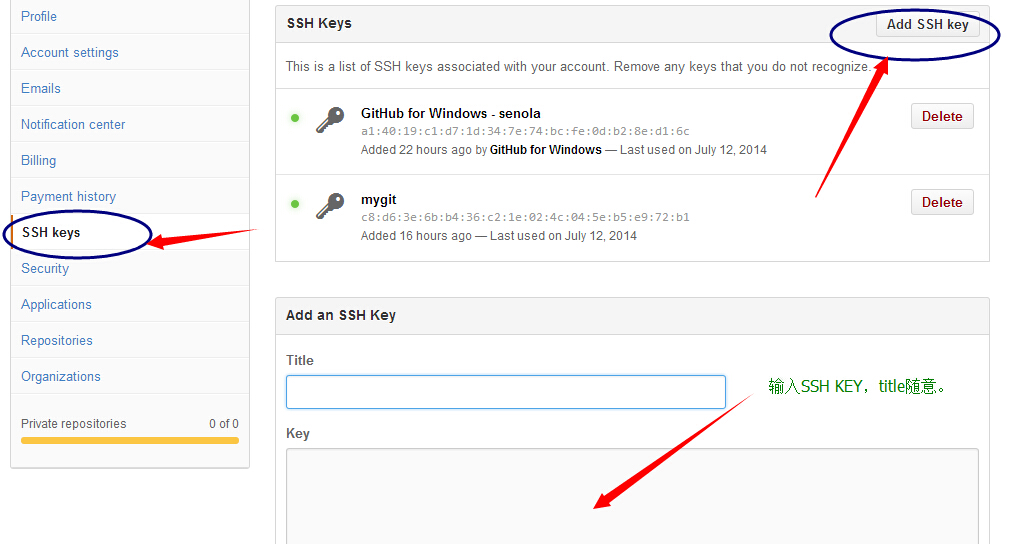 Profile
Account settings
Emails
Notification center
Billing
Payment history
SSH keys
Security
Applications
Repositories
Organizations
Private repositories 0 of 0
SSH Keys
Add SSH key
This is a list of SSH keys associated with your account. Remove any keys that you do not recognize.
GitHub for Windows - senola
Delete
a1:40:19:c1:d7:1d:34:7e:74:bc:fe:0d:b2:8e:d1:6c
Added 22 hours ago by GitHub for Windows — Last used on July 12, 2014
mygit
Delete
c8:d6:3e:6b:b4:36:c2:1e:02:4c:04:5e:b5:e9:72:b1
Added 16 hours ago — Last used on July 12, 2014
Add an SSH Key
Title
输入SSH KEY，title随意。
Key